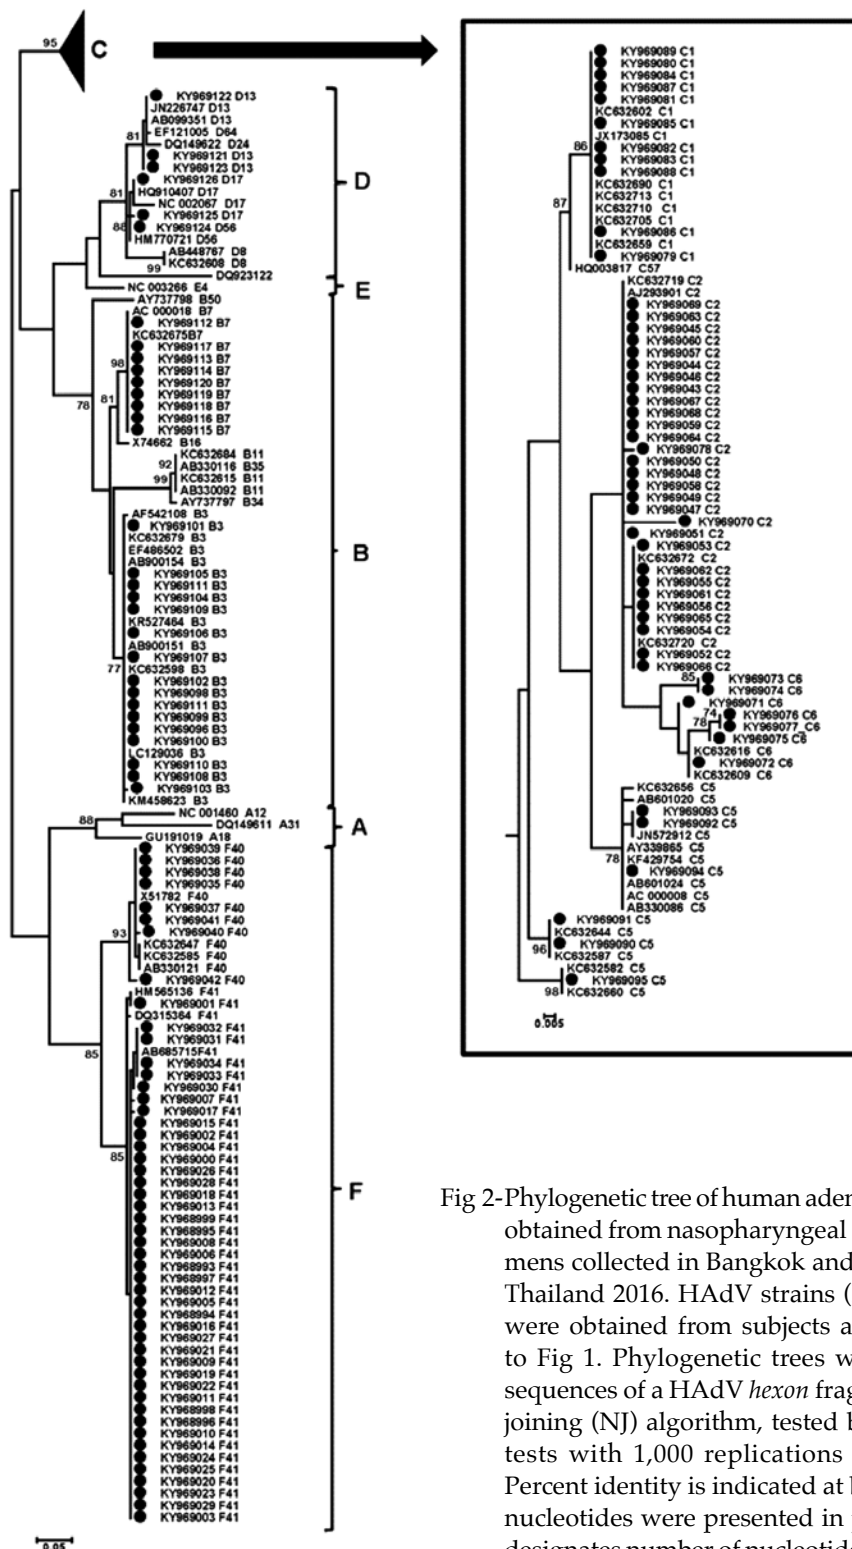 95
C
KY969122 D13
JN226747 D13
AB099351 D13
EF121005 D64
81
DQ149622 D24
KY969121 D13
KY969123 D13
KY969126 D17
D
81
HQ910407 D17
NC 002067 D17
KY969125 D17
88
KY969124 D56
HM770721 D56
AB448767 D8
KC632608 D8
99
DQ923122
NC 003266 E4
E
AY737798 B50
AC 000018 B7
KY969112 B7
KC632675B7
KY969117 B7
KY969113 B7
98
KY969114 B7
KY969120 B7
KY969119 B7
81
78
KY969118 B7
KY969116 B7
KY969115 B7
X74662 B16
KC632684 B11
92
AB330116 B35
99
KC632615 B11
AB330092 B11
AY737797 B34
AF542108 B3
KY969101 B3
KC632679 B3
EF486502 B3
B
AB900154 B3
KY969105 B3
KY969111 B3
KY969104 B3
KY969109 B3
KR527464 B3
KY969106 B3
AB900151 B3
KY969107 B3
77
KC632598 B3
KY969102 B3
KY969098 B3
KY969111 B3
KY969099 B3
KY969096 B3
KY969100 B3
LC129036 B3
KY969110 B3
KY969108 B3
KY969103 B3
KM458623 B3
NC 001460 A12
88
DQ149611 A31
A
GU191019 A18
KY969039 F40
KY969036 F40
KY969038 F40
KY969035 F40
X51782 F40
KY969037 F40
KY969041 F40
93
KY969040 F40
KC632647 F40
KC632585 F40
AB330121 F40
KY969042 F40
HM565136 F41
KY969001 F41
DQ315364 F41
KY969032 F41
KY969031 F41
85
AB685715F41
KY969034 F41
KY969033 F41
KY969030 F41
KY969007 F41
KY969017 F41
KY969015 F41
KY969002 F41
KY969004 F41
85
KY969000 F41
KY969026 F41
KY969028 F41
KY969018 F41
F
KY969013 F41
KY968999 F41
KY968995 F41
KY969008 F41
KY969006 F41
KY968993 F41
KY968997 F41
KY969012 F41
KY969005 F41
KY968994 F41
KY969016 F41
KY969027 F41
KY969021 F41
KY969009 F41
KY969019 F41
KY969022 F41
KY969011 F41
KY968998 F41
KY968996 F41
KY969010 F41
KY969014 F41
KY969024 F41
KY969025 F41
KY969020 F41
KY969023 F41
KY969029 F41
KY969003 F41
0.05
KY969089 C1
KY969080 C1
KY969084 C1
KY969087 C1
KY969081 C1
KC632602 C1
KY969085 C1
JX173085 C1
86
KY969082 C1
KY969083 C1
KY969088 C1
KC632690 C1
87
KC632713 C1
KC632710 C1
KC632705 C1
KY969086 C1
KC632659 C1
KY969079 C1
HQ003817 C57
KC632719 C2
AJ293901 C2
KY969069 C2
KY969063 C2
KY969045 C2
KY969060 C2
KY969057 C2
KY969044 C2
KY969046 C2
KY969043 C2
KY969067 C2
KY969068 C2
KY969059 C2
KY969064 C2
KY969078 C2
KY969050 C2
KY969048 C2
KY969058 C2
KY969049 C2
KY969047 C2
KY969070 C2
KY969051 C2
KY969053 C2
KC632672 C2
KY969062 C2
KY969055 C2
KY969061 C2
KY969056 C2
KY969065 C2
KY969054 C2
KC632720 C2
KY969052 C2
KY969066 C2
85
KY969073 C6
KY969074 C6
KY969071 C6
74
KY969076 C6
78
KY969077_C6
KY969075 C6
KC632616 C6
KY969072 C6
KC632609 C6
KC632656 C5
AB601020 C5
KY969093 C5
KY969092 C5
JN572912 C5
AY339865 C5
78
KF429754 C5
KY969094 C5
AB601024 C5
AC 000008 C5
AB330086 C5
KY969091 C5
KC632644 C5
96
KY969090 C5
KC632587 C5
KC632582 C5
KY969095 C5
98
KC632660 C5
0.005
Fig 2-Phylogenetic tree of human aden
obtained from nasopharyngeal
mens collected in Bangkok and
Thailand 2016. HAdV strains (
were obtained from subjects a
to Fig 1. Phylogenetic trees w
sequences of a HAdV hexon frag
joining (NJ) algorithm, tested b
tests with 1,000 replications
Percent identity is indicated at b
nucleotides were presented in
designates number of nucleotide